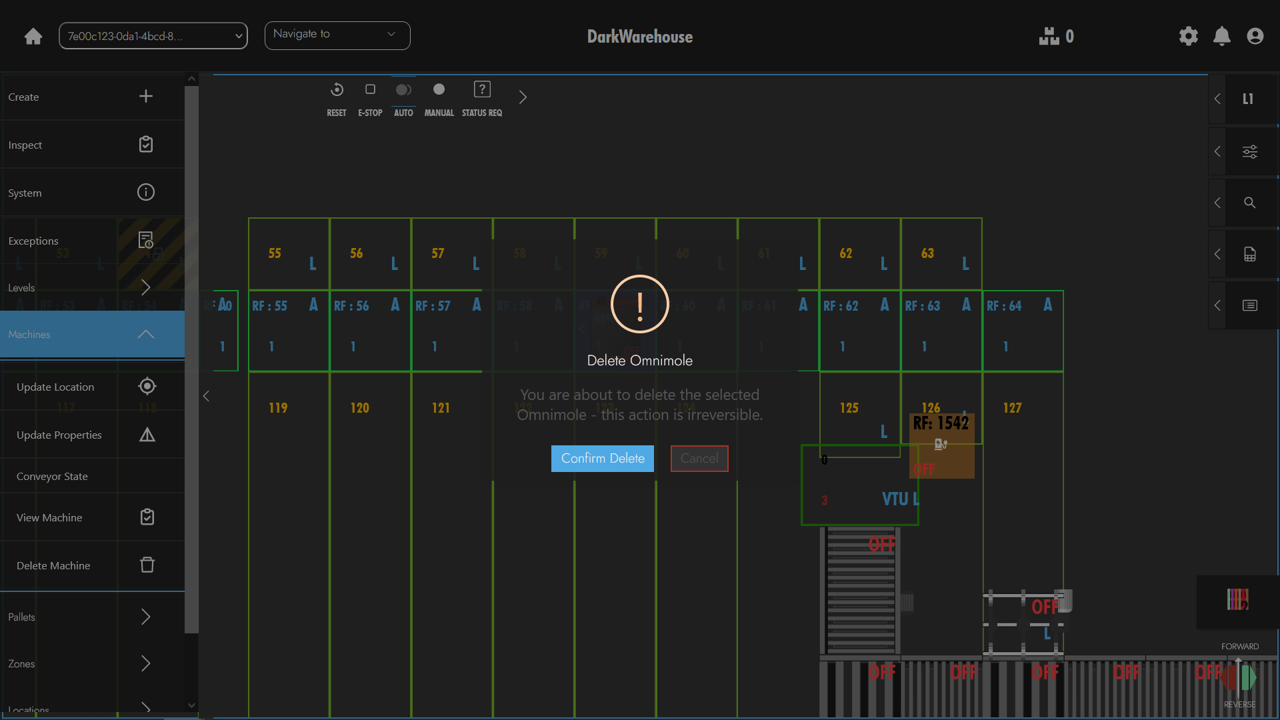 7e00c123-0da1-4bcd-8...
Navigate to
DarkWarehouse
0
Create
Inspect
System
Exceptions
Levels
Machines
Update Location
Update Properties
Conveyor State
View Machine
Delete Machine
Pallets
Zones
Locations
RESET
E-STOP
AUTO
MANUAL
STATUS REQ
L1
53
55 L
56 L
57 L
58
59
60
61 L
62 L
63 L
A
RF : 55 A
RF : 56 A
RF : 57 A
RF : 58
RF : 61 A
RF : 62 A
RF : 63 A
RF : 64 A
1
1
1
1
1
1
1
117
118
119
120
121
125
126
127
L
RF: 1542
OFF
0
3
VTU L
OFF
OFF
L
OFF
OFF
OFF
OFF
OFF
Delete Omnimole
You are about to delete the selected
Omnimole - this action is irreversible.
Confirm Delete
Cancel
FORWARD
REVERSE